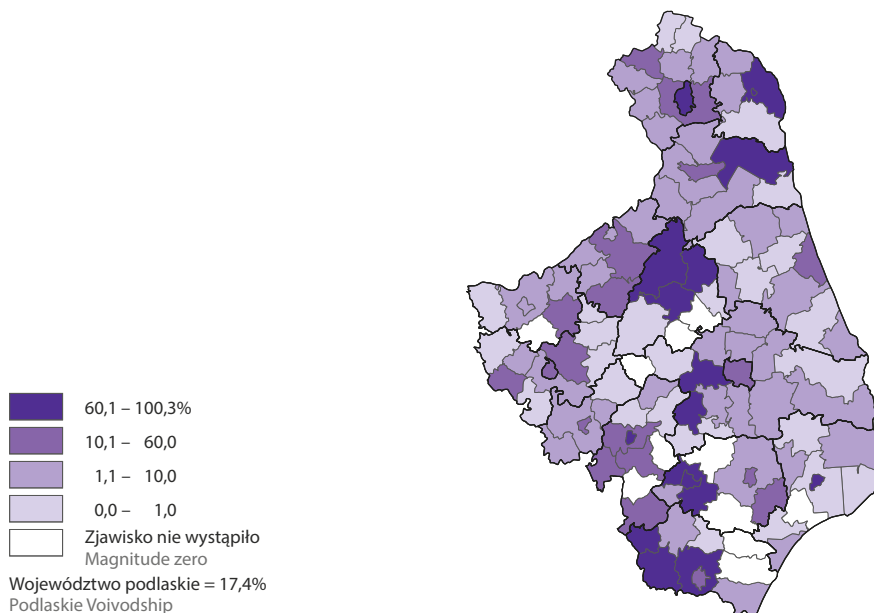 60,1 – 100,3%
10,1 – 60,0
1,1 – 10,0
0,0 – 1,0
Zjawisko nie wystąpiło
Magnitude zero
Województwo podlaskie = 17,4%
Podlaskie Voivodship